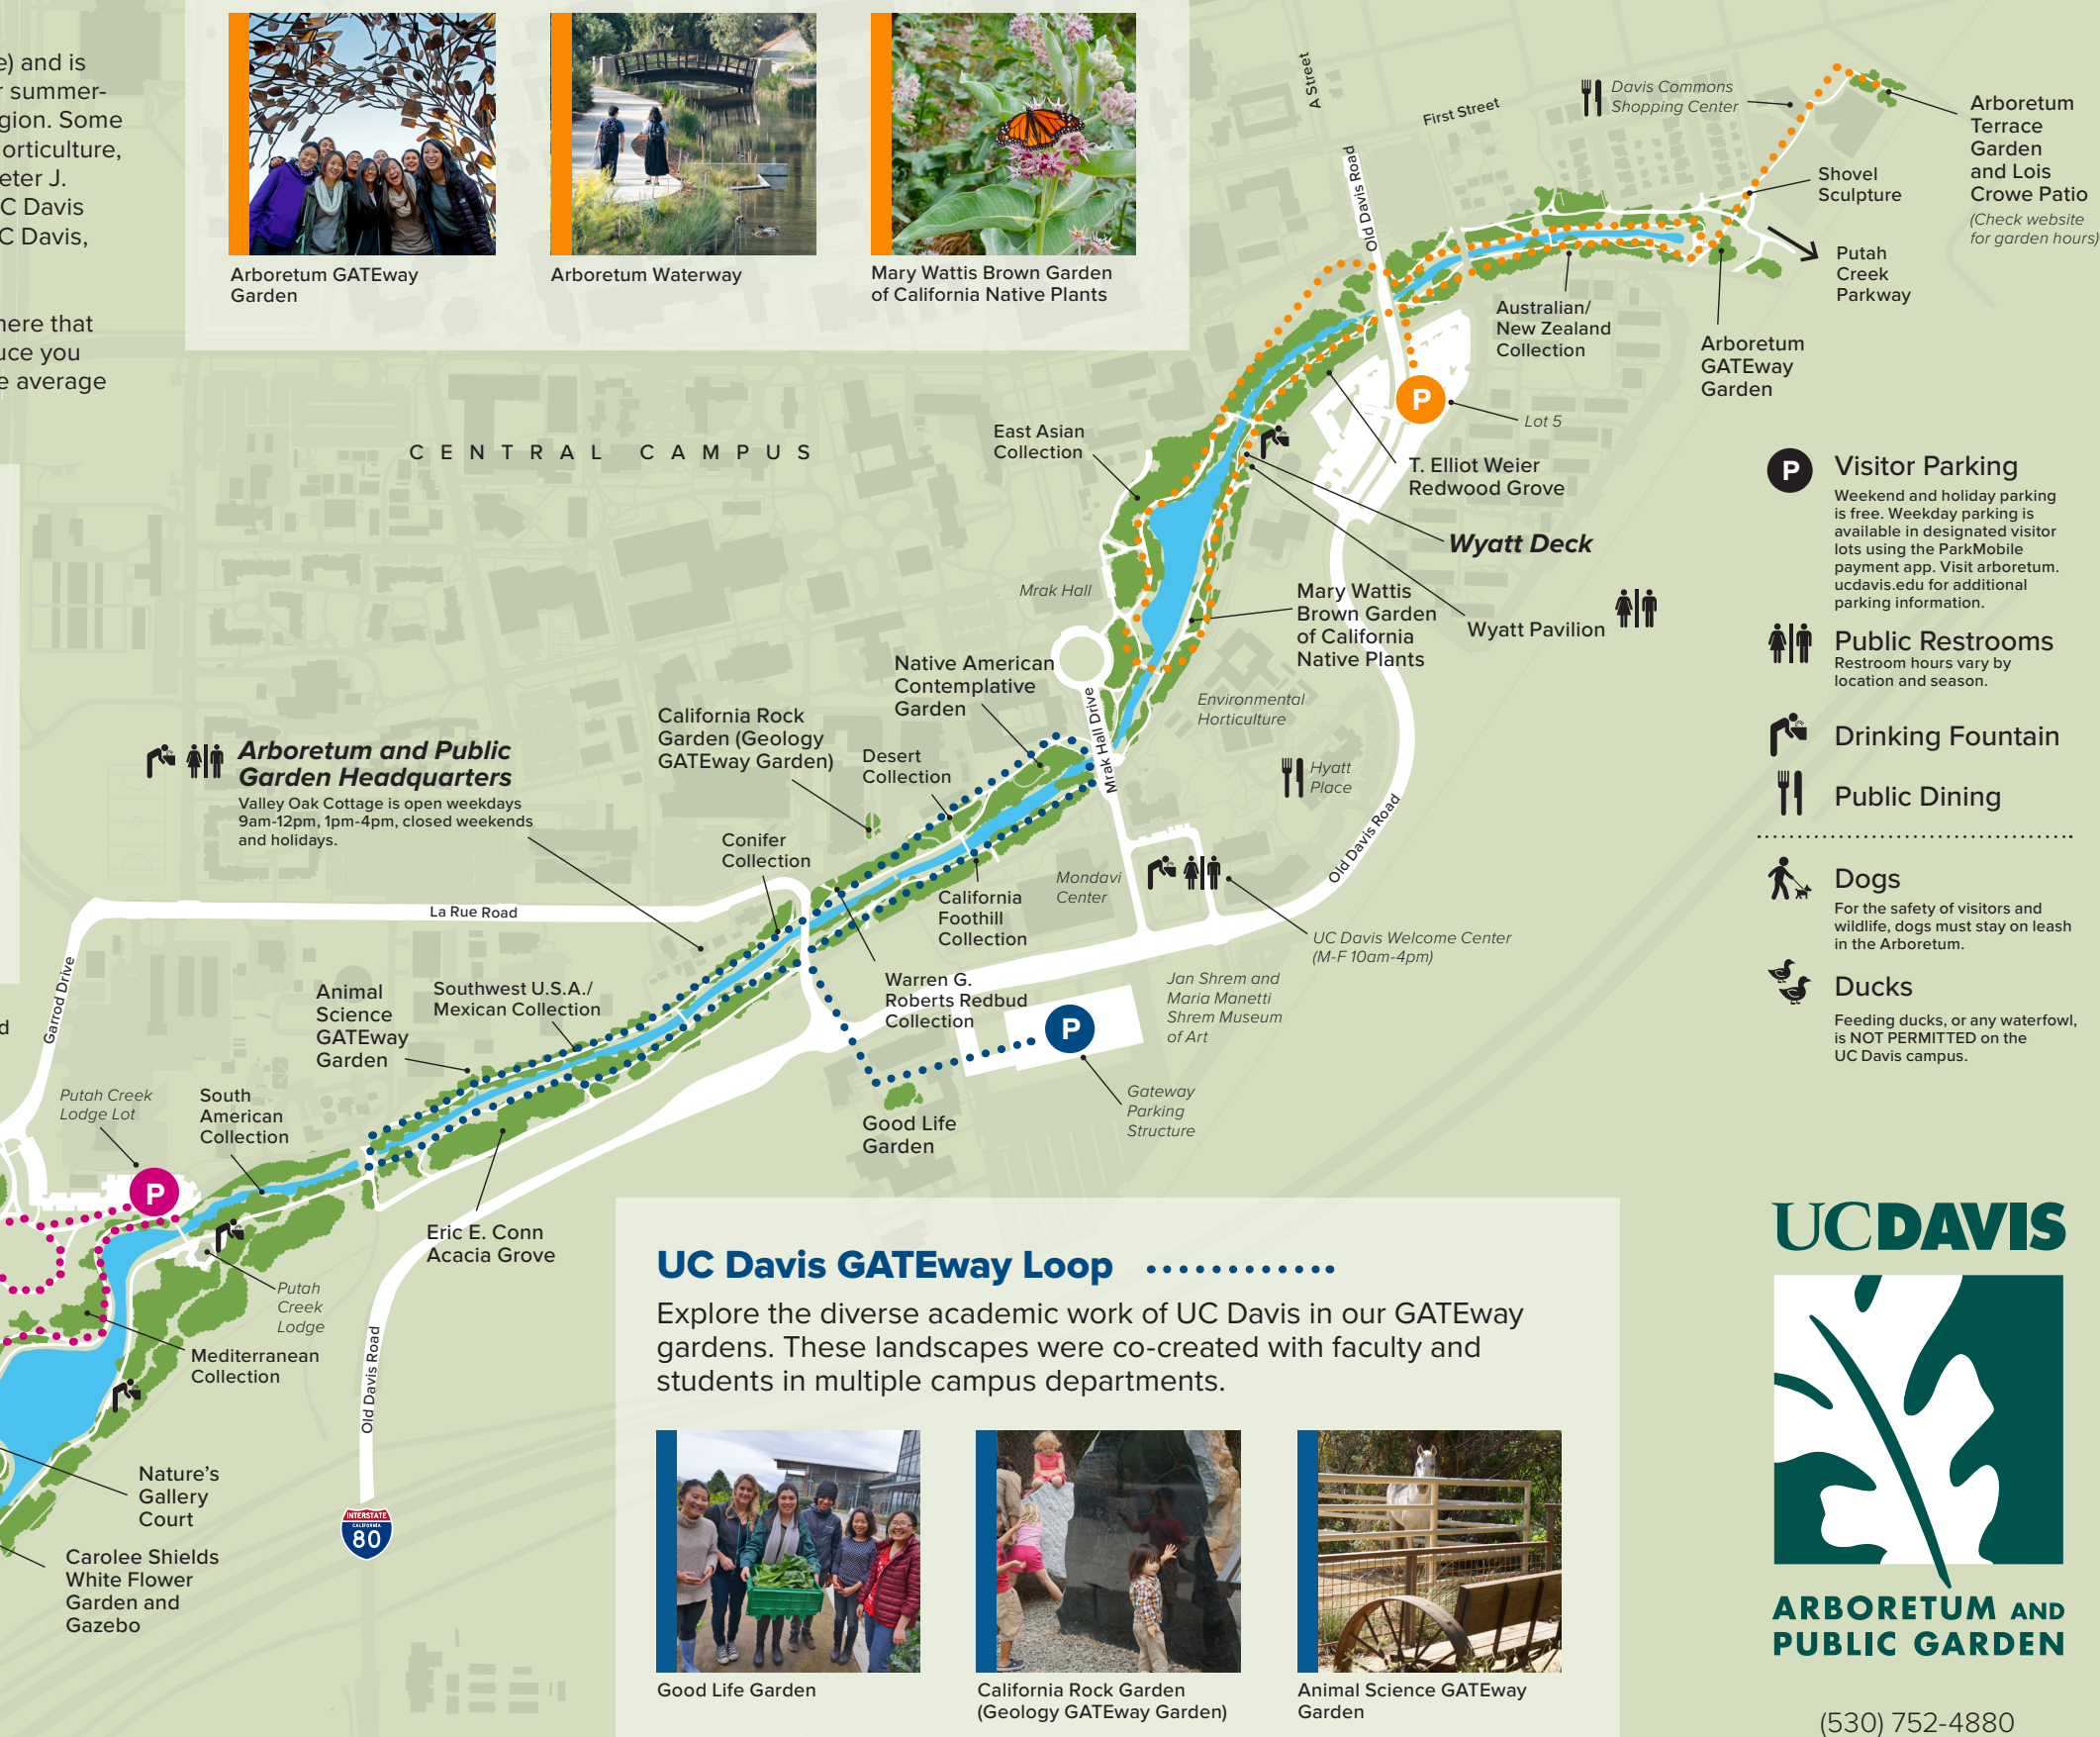 e) and is
r summer-
gion. Some
orticulture,
eter J.
C Davis
C Davis,
here that
uce you
e average
d
Arboretum GATEway
Garden
Arboretum Waterway
Mary Wattis Brown Garden
of California Native Plants
A Street
First Street
Old Davis Road
Davis Commons
Shopping Center
Arboretum
Terrace
Garden
and Lois
Crowe Patio
(Check website
for garden hours)
Shovel
Sculpture
Putah
Creek
Parkway
Australian/
New Zealand
Collection
Arboretum
GATEway
Garden
P
Lot 5
CENTRAL CAMPUS
East Asian
Collection
T. Elliot Weier
Redwood Grove
Wyatt Deck
Wyatt Pavilion
Mrak Hall
Mary Wattis
Brown Garden
of California
Native Plants
P
Visitor Parking
Weekend and holiday parking
is free. Weekday parking is
available in designated visitor
lots using the ParkMobile
payment app. Visit arboretum.
ucdavis.edu for additional
parking information.
Public Restrooms
Restroom hours vary by
location and season.
Drinking Fountain
Public Dining
Dogs
For the safety of visitors and
wildlife, dogs must stay on leash
in the Arboretum.
Ducks
Feeding ducks, or any waterfowl,
is NOT PERMITTED on the
UC Davis campus.
Native American
Contemplative
Garden
California Rock
Garden (Geology
GATEway Garden)
Desert
Collection
Mrak Hall Drive
Environmental
Horticulture
Hyatt
Place
Old Davis Road
Arboretum and Public
Garden Headquarters
Valley Oak Cottage is open weekdays
9am-12pm, 1pm-4pm, closed weekends
and holidays.
Conifer
Collection
Mondavi
Center
California
Foothill
Collection
La Rue Road
Garrod Drive
UC Davis Welcome Center
(M-F 10am-4pm)
Warren G.
Roberts Redbud
Collection
Jan Shrem and
Maria Manetti
Shrem Museum
of Art
P
Animal
Science
GATEway
Garden
Southwest U.S.A./
Mexican Collection
Gateway
Parking
Structure
Good Life
Garden
Putah Creek
Lodge Lot
South
American
Collection
P
Eric E. Conn
Acacia Grove
Putah
Creek
Lodge
Mediterranean
Collection
Old Davis Road
Nature's
Gallery
Court
Carolee Shields
White Flower
Garden and
Gazebo
INTERSTATE
CALIFORNIA
80
UC Davis GATEway Loop
Explore the diverse academic work of UC Davis in our GATEway
gardens. These landscapes were co-created with faculty and
students in multiple campus departments.
Good Life Garden
California Rock Garden
(Geology GATEway Garden)
Animal Science GATEway
Garden
UCDAVIS
ARBORETUM AND
PUBLIC GARDEN
(530) 752-4880